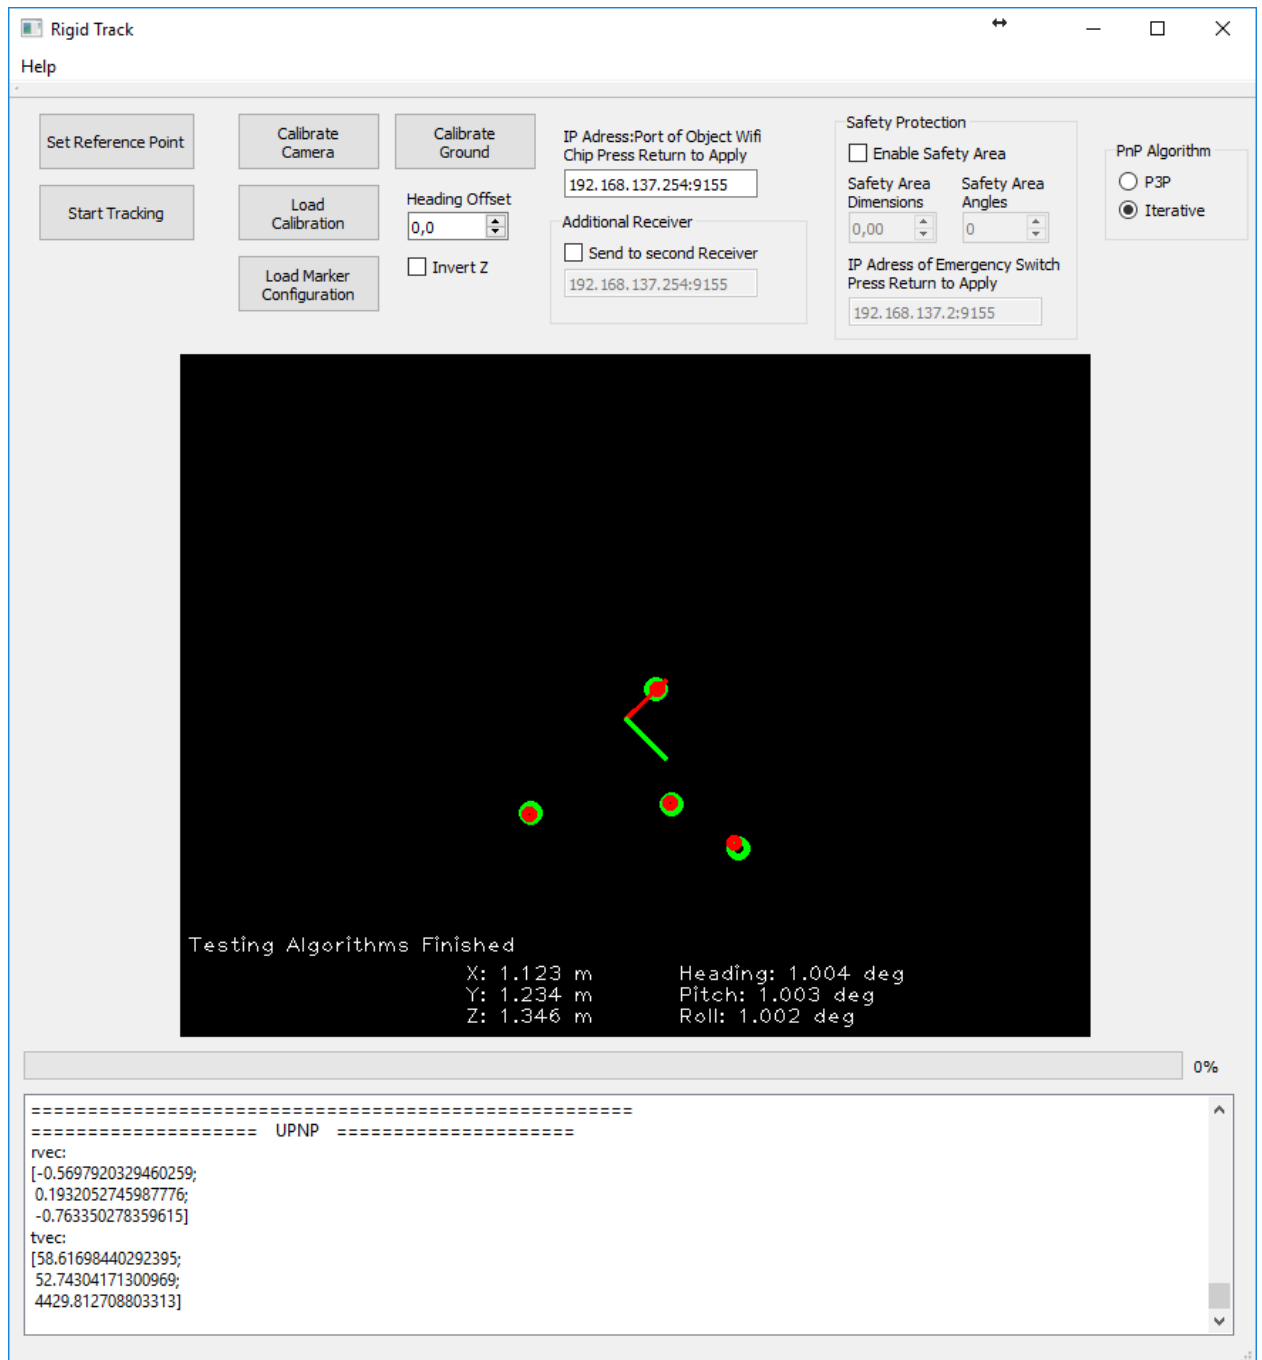 Rigid Track
Help
Set Reference Point
Start Tracking
Calibrate
Camera
Load
Calibration
Load Marker
Configuration
Calibrate
Ground
Heading Offset
0,0
Invert Z
IP Adress:Port of Object Wifi
Chip Press Return to Apply
192.168.137.254:9155
Additional Receiver
Send to second Receiver
192.168.137.254:9155
Safety Protection
Enable Safety Area
Safety Area
Dimensions
0,00
Safety Area
Angles
0
IP Adress of Emergency Switch
Press Return to Apply
192.168.137.2:9155
PnP Algorithm
P3P
Iterative
Testing Algorithms Finished
X: 1.123 m
Y: 1.234 m
Z: 1.346 m
Heading: 1.004 deg
Pitch: 1.003 deg
Roll: 1.002 deg
0%
=====================================================
==================== UPNP =====================
rvec:
[-0.5697920329460259;
0.1932052745987776;
-0.763350278359615]
tvec:
[58.61698440292395;
52.74304171300969;
4429.812708803313]